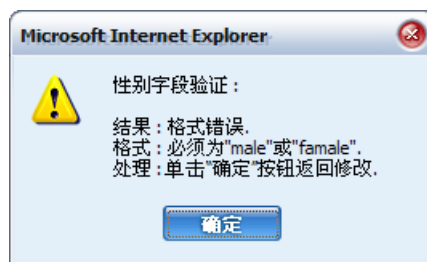 Microsoft Internet Explorer
性别字段验证：
结果：格式错误.
格式：必须为"male"或"famale".
处理：单击"确定"按钮返回修改.
确定